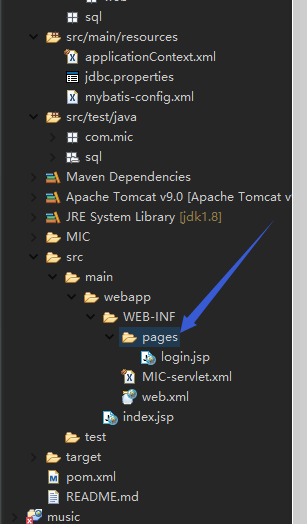 sql
src/main/resources
applicationContext.xml
jdbc.properties
mybatis-config.xml
src/test/java
com.mic
sql
Maven Dependencies
Apache Tomcat v9.0 [Apache Tomcat v
JRE System Library [jdk1.8]
MIC
src
main
webapp
WEB-INF
pages
login.jsp
MIC-servlet.xml
web.xml
index.jsp
test
target
pom.xml
README.md
music